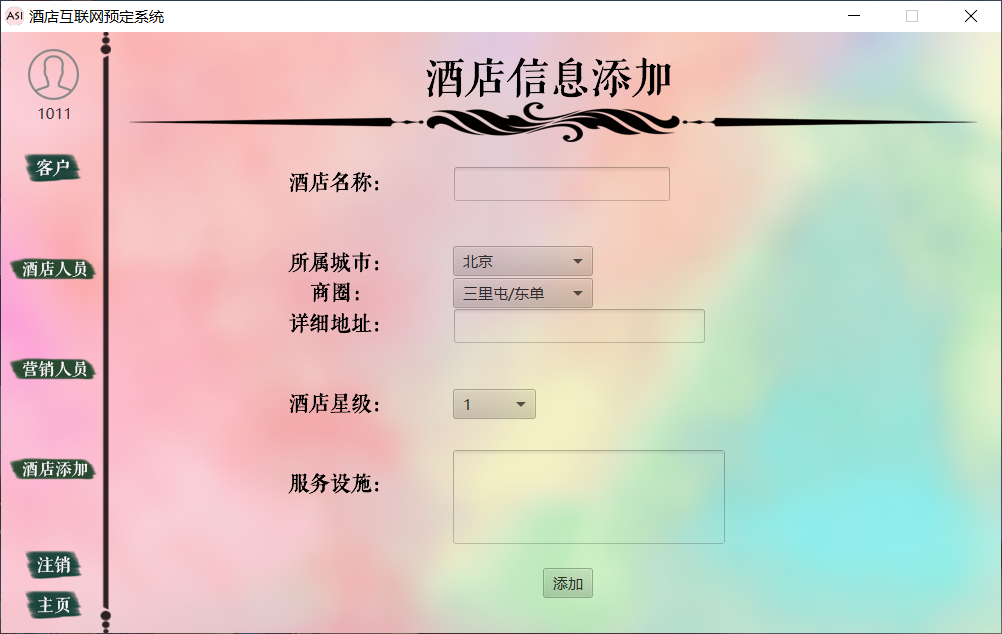 ASI 酒店互联网预定系统
1011
客户
酒店人员
营销人员
酒店添加
注销
主页
酒店信息添加
酒店名称:
所属城市: 北京
商圈: 三里屯/东单
详细地址:
酒店星级: 1
服务设施:
添加